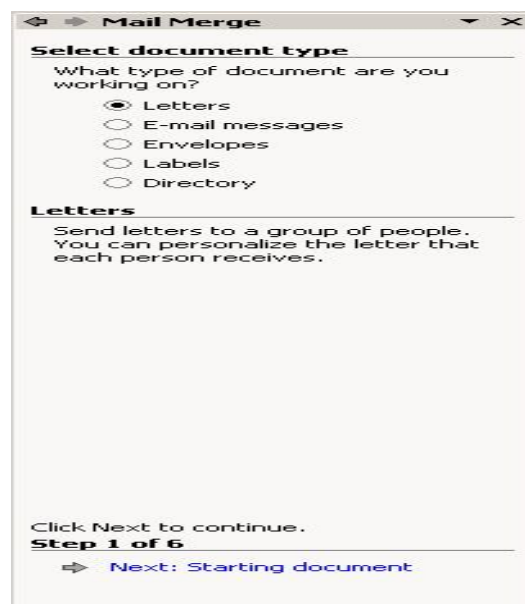 Mail Merge
Select document type
What type of document are you
working on?
Letters
E-mail messages
Envelopes
Labels
Directory
Letters
Send letters to a group of people.
You can personalize the letter that
each person receives.
Click Next to continue.
Step 1 of 6
Next: Starting document